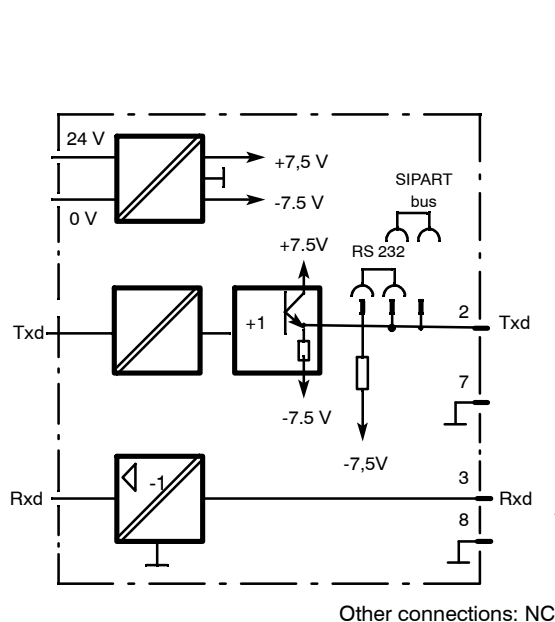 24 V
+7,5 V
SIPART
bus
-7.5 V
0 V
+7.5V
RS 232
2
Txd
+1
Txd
7
-7.5 V
-7,5V
-1
3
Rxd
Rxd
8
Other connections: NC